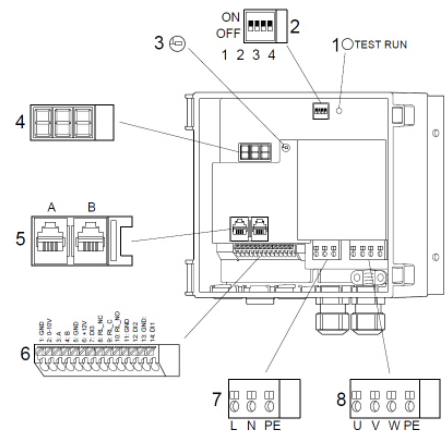 ON
OFF
1 2 3 4
2
3
1 TEST RUN
4
A B
5
1: GND
2: 0-10V
3: A
4: B
5: GND
6: +10V
7: DI3
8: RL_NC
9: RL_C
10: RL_NO
11: GND
12: DI2
13: GND
14: DI1
6
7
L N PE
8
U V W PE